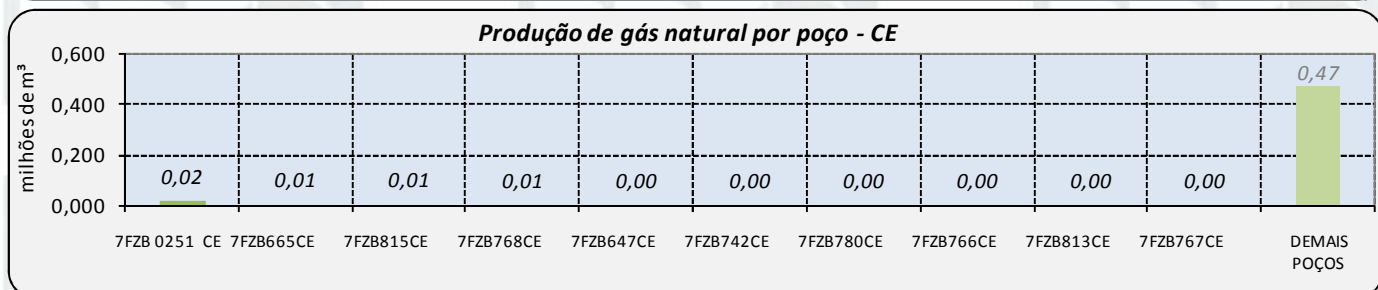 Produção de gás natural por poço - CE
milhões de m³
0,600
0,400
0,200
0,000
0,02 0,01 0,01 0,01 0,00 0,00 0,00 0,00 0,00 0,00 0,47
7FZB 0251 CE 7FZB665CE 7FZB815CE 7FZB768CE 7FZB647CE 7FZB742CE 7FZB780CE 7FZB766CE 7FZB813CE 7FZB767CE DEMAIS
POÇOS